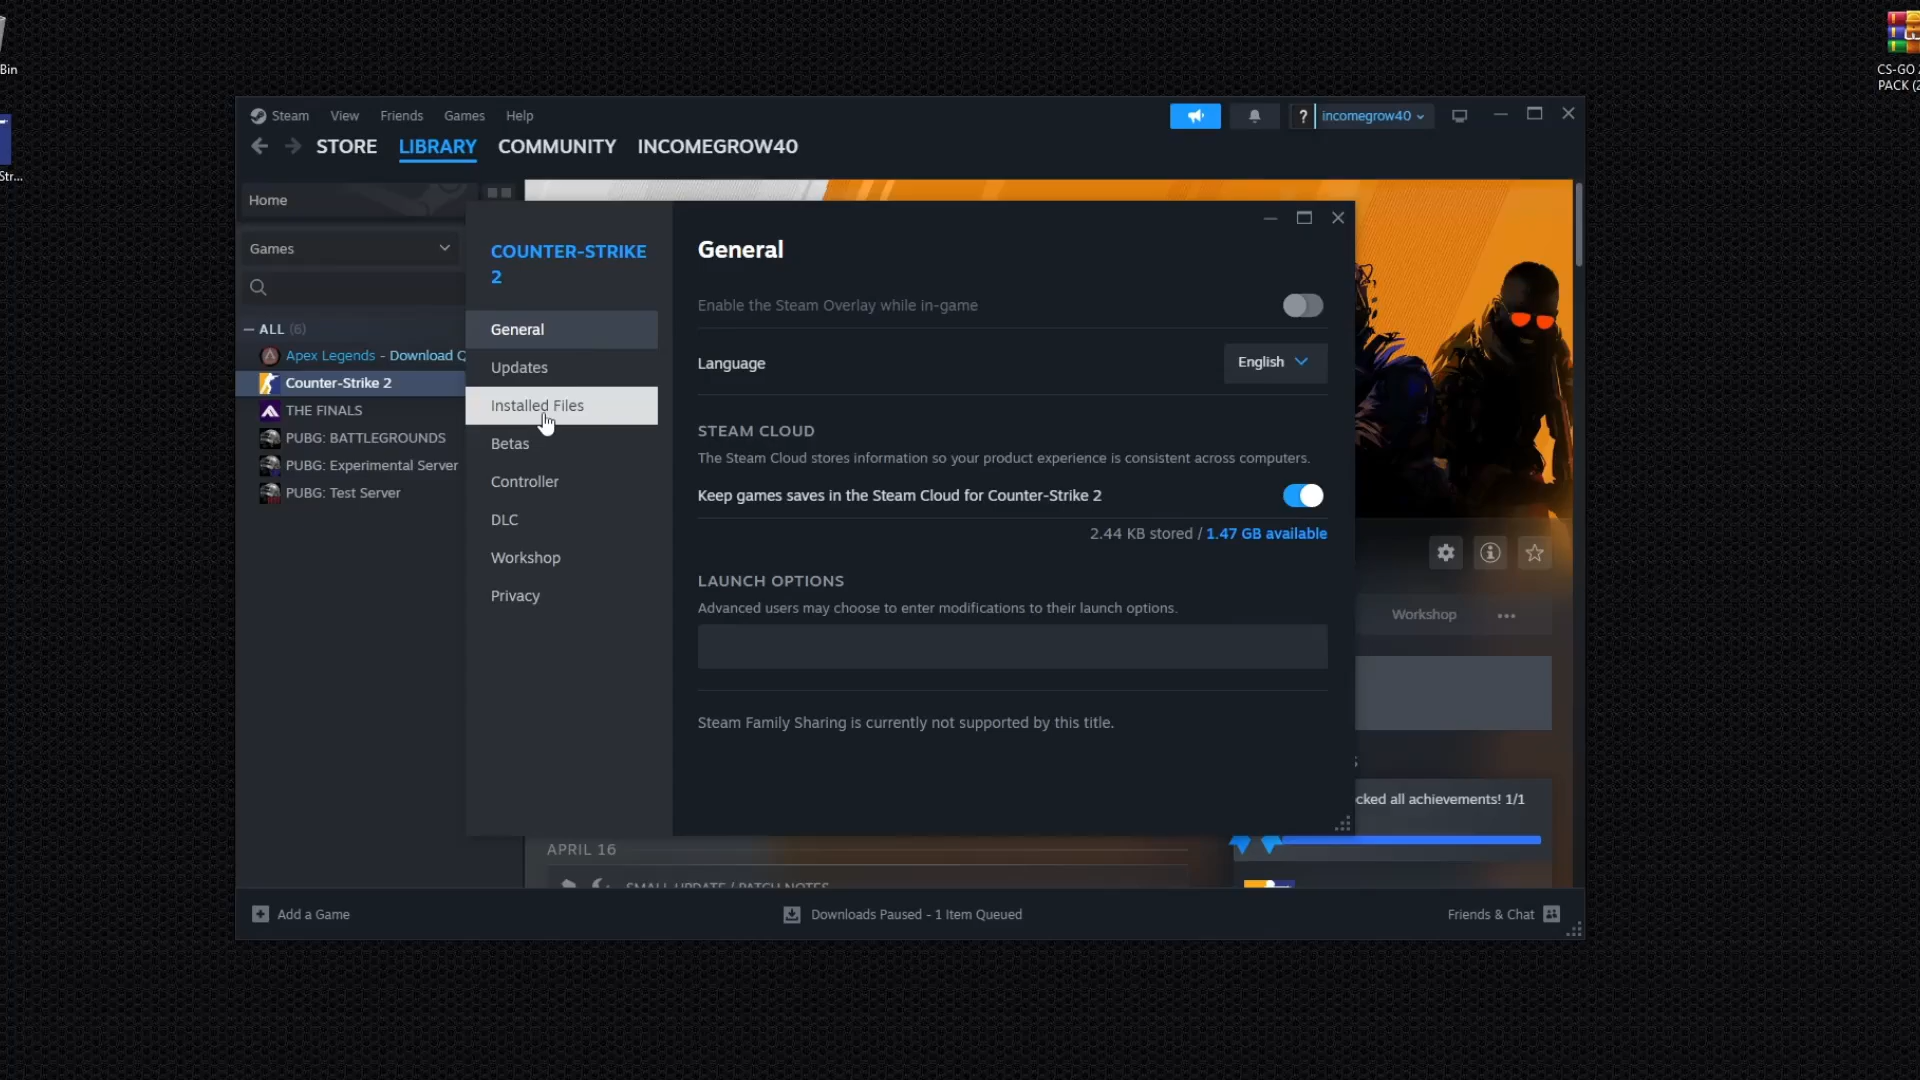 Bin
CS-GO 2
PACK (2
Str...
Steam View Friends Games Help
? incomegrow40
STORE LIBRARY COMMUNITY INCOMEGROW40
Home
Games
COUNTER-STRIKE
2
General
Enable the Steam Overlay while in-game
ALL (6)
General
Apex Legends - Download Q
Updates
Language
English
Counter-Strike 2
Installed Files
THE FINALS
PUBG: BATTLEGROUNDS
Betas
STEAM CLOUD
The Steam Cloud stores information so your product experience is consistent across computers.
PUBG: Experimental Server
Controller
PUBG: Test Server
Keep games saves in the Steam Cloud for Counter-Strike 2
DLC
2.44 KB stored / 1.47 GB available
Workshop
LAUNCH OPTIONS
Privacy
Advanced users may choose to enter modifications to their launch options.
Workshop
Steam Family Sharing is currently not supported by this title.
cked all achievements! 1/1
APRIL 16
SMALL UPDATE / PATCH NOTES
Add a Game
Downloads Paused - 1 Item Queued
Friends & Chat